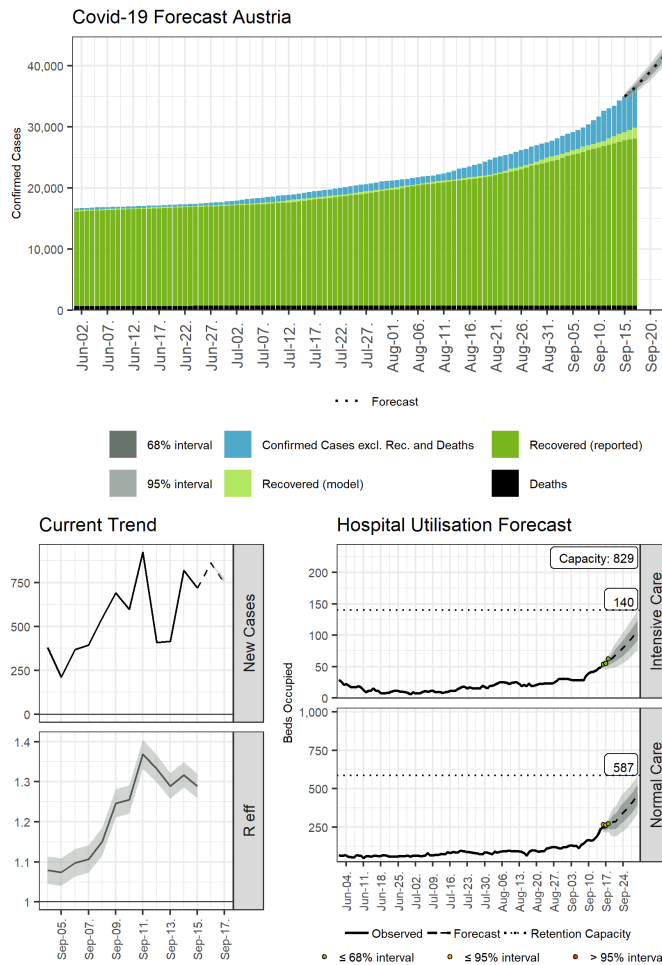 Covid-19 Forecast Austria
Confirmed Cases
40,000
30,000
20,000
10,000
0
Jun-02.
Jun-07.
Jun-12.
Jun-17.
Jun-22.
Jun-27.
Jul-02.
Jul-07.
Jul-12.
Jul-17.
Jul-22.
Jul-27.
Aug-01.
Aug-06.
Aug-11.
Aug-16.
Aug-21.
Aug-26.
Aug-31.
Sep-05.
Sep-10.
Sep-15.
Sep-20.
Forecast
68% interval
Confirmed Cases excl. Rec. and Deaths
Recovered (reported)
95% interval
Recovered (model)
Deaths
Current Trend
750
500
250
0
New Cases
1.4
1.3
1.2
1.1
1
R eff
Sep-05.
Sep-07.
Sep-09.
Sep-11.
Sep-13.
Sep-15.
Sep-17.
Hospital Utilisation Forecast
Beds Occupied
200
150
100
50
0
Capacity: 829
140
Intensive Care
1,000
750
500
250
587
Normal Care
Jun-04.
Jun-11.
Jun-18.
Jun-25.
Jul-02.
Jul-09.
Jul-16.
Jul-23.
Jul-30.
Aug-06.
Aug-13.
Aug-20.
Aug-27.
Sep-03.
Sep-10.
Sep-17.
Sep-24.
Observed
Forecast
Retention Capacity
≤ 68% interval
≤ 95% interval
> 95% interval